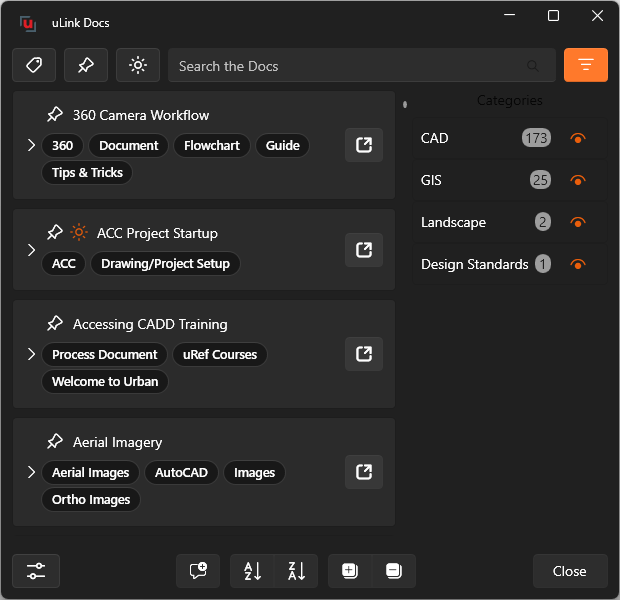 uLink Docs
Search the Docs
360 Camera Workflow
360 Document Flowchart Guide
Tips & Tricks
ACC Project Startup
ACC Drawing/Project Setup
Accessing CADD Training
Process Document uRef Courses
Welcome to Urban
Aerial Imagery
Aerial Images AutoCAD Images
Ortho Images
Categories
CAD 173
GIS 25
Landscape 2
Design Standards 1
A Z
Z A
Close